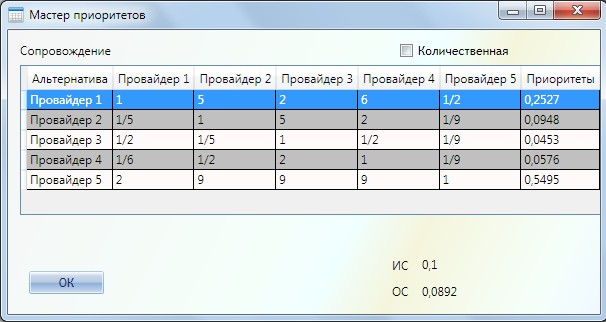 Мастер приоритетов
Сопровождение Количественная
Альтернатива Провайдер 1 Провайдер 2 Провайдер 3 Провайдер 4 Провайдер 5 Приоритеты
Провайдер 1 1 5 2 6 1/2 0,2527
Провайдер 2 1/5 1 5 2 1/9 0,0948
Провайдер 3 1/2 1/5 1 1/2 1/9 0,0453
Провайдер 4 1/6 1/2 2 1 1/9 0,0576
Провайдер 5 2 9 9 9 1 0,5495
ИС 0,1
ОК
ОС 0,0892